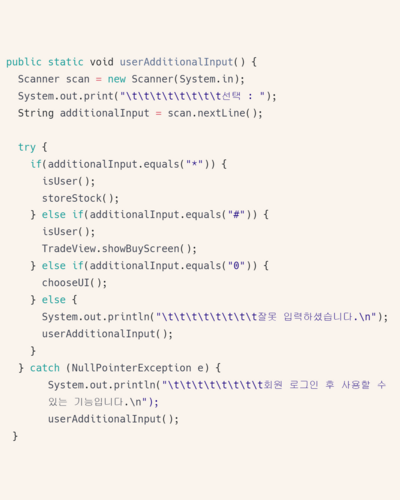 public static void userAdditionalInput() {
  Scanner scan = new Scanner(System.in);
  System.out.print("\t\t\t\t\t\t\t\t선택 : ");
  String additionalInput = scan.nextLine();

  try {
    if(additionalInput.equals("*")) {
      isUser();
      storeStock();
    } else if(additionalInput.equals("#")) {
      isUser();
      TradeView.showBuyScreen();
    } else if(additionalInput.equals("0")) {
      chooseUI();
    } else {
      System.out.println("\t\t\t\t\t\t\t\t잘못 입력하셨습니다.\n");
      userAdditionalInput();
    }
  } catch (NullPointerException e) {
       System.out.println("\t\t\t\t\t\t\t\t회원 로그인 후 사용할 수
       있는 기능입니다.\n");
       userAdditionalInput();
 }